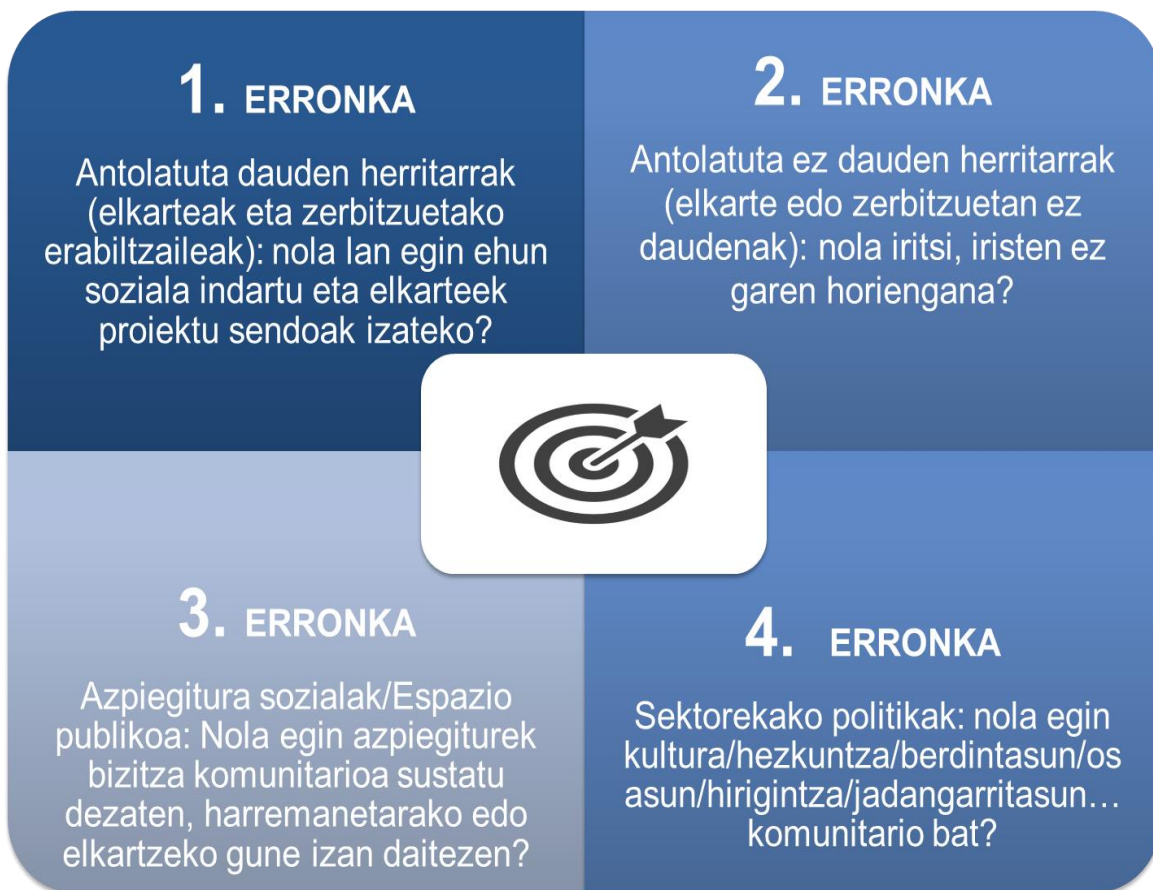 1. ERRONKA
Antolatuta dauden herritarrak
(elkarteak eta zerbitzuetako
erabiltzaileak): nola lan egin ehun
soziala indartu eta elkarteek
proiektu sendoak izateko?
2. ERRONKA
Antolatuta ez dauden herritarrak
(elkarte edo zerbitzuetan ez
daudenak): nola iritsi, iristen ez
garen horiengana?
3. ERRONKA
Azpiegitura sozialak/Espazio
publikoa: Nola egin azpiegiturek
bizitza komunitarioa sustatu
dezaten, harremanetarako edo
elkartzeko gune izan daitezen?
4. ERRONKA
Sektorekako politikak: nola egin
kultura/hezkuntza/berdintasun/os
asun/hirigintza/jadangarritasun…
komunitario bat?